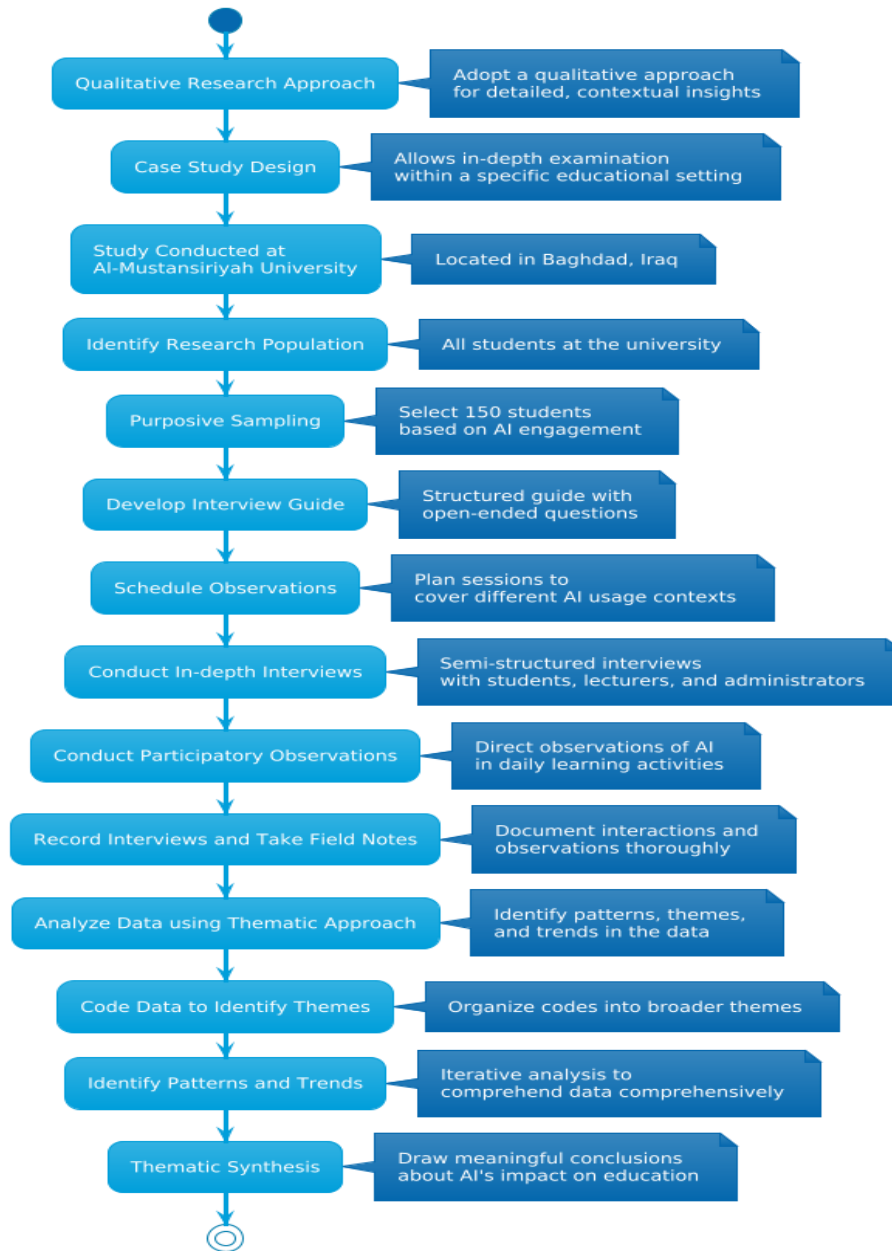 Qualitative Research Approach
Adopt a qualitative approach
for detailed, contextual insights
Case Study Design
Allows in-depth examination
within a specific educational setting
Study Conducted at
Al-Mustansiriyah University
Located in Baghdad, Iraq
Identify Research Population
All students at the university
Purposive Sampling
Select 150 students
based on AI engagement
Develop Interview Guide
Structured guide with
open-ended questions
Schedule Observations
Plan sessions to
cover different AI usage contexts
Conduct In-depth Interviews
Semi-structured interviews
with students, lecturers, and administrators
Conduct Participatory Observations
Direct observations of AI
in daily learning activities
Record Interviews and Take Field Notes
Document interactions and
observations thoroughly
Analyze Data using Thematic Approach
Identify patterns, themes,
and trends in the data
Code Data to Identify Themes
Organize codes into broader themes
Identify Patterns and Trends
Iterative analysis to
comprehend data comprehensively
Thematic Synthesis
Draw meaningful conclusions
about AI's impact on education